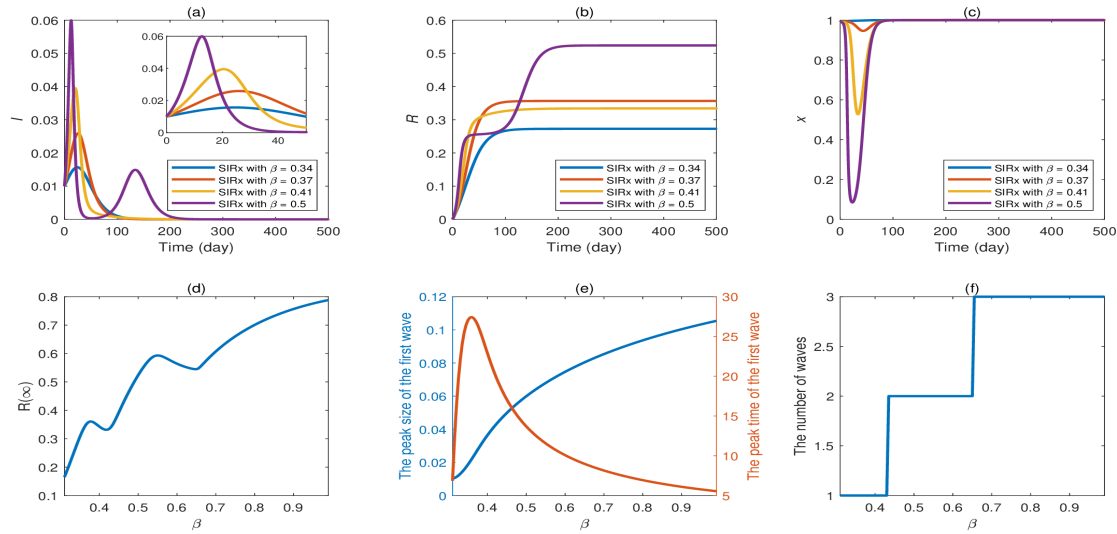 (a)
I
0.06
0.05
0.04
0.03
0.02
0.01
0
0.06
0.04
0.02
0
0
20
40
SIRx with β = 0.34
SIRx with β = 0.37
SIRx with β = 0.41
SIRx with β = 0.5
0
100
200
300
400
500
Time (day)
(b)
R
0.6
0.5
0.4
0.3
0.2
0.1
0
SIRx with β = 0.34
SIRx with β = 0.37
SIRx with β = 0.41
SIRx with β = 0.5
0
100
200
300
400
500
Time (day)
(c)
x
1
0.8
0.6
0.4
0.2
0
SIRx with β = 0.34
SIRx with β = 0.37
SIRx with β = 0.41
SIRx with β = 0.5
0
100
200
300
400
500
Time (day)
(d)
R(∞)
0.8
0.7
0.6
0.5
0.4
0.3
0.2
0.1
0.4
0.5
0.6
0.7
0.8
0.9
β
(e)
The peak size of the first wave
0.12
0.1
0.08
0.06
0.04
0.02
0
0.4
0.5
0.6
0.7
0.8
0.9
β
30
25
20
15
10
5
The peak time of the first wave
(f)
The number of waves
3
2.5
2
1.5
1
0.4
0.5
0.6
0.7
0.8
0.9
β